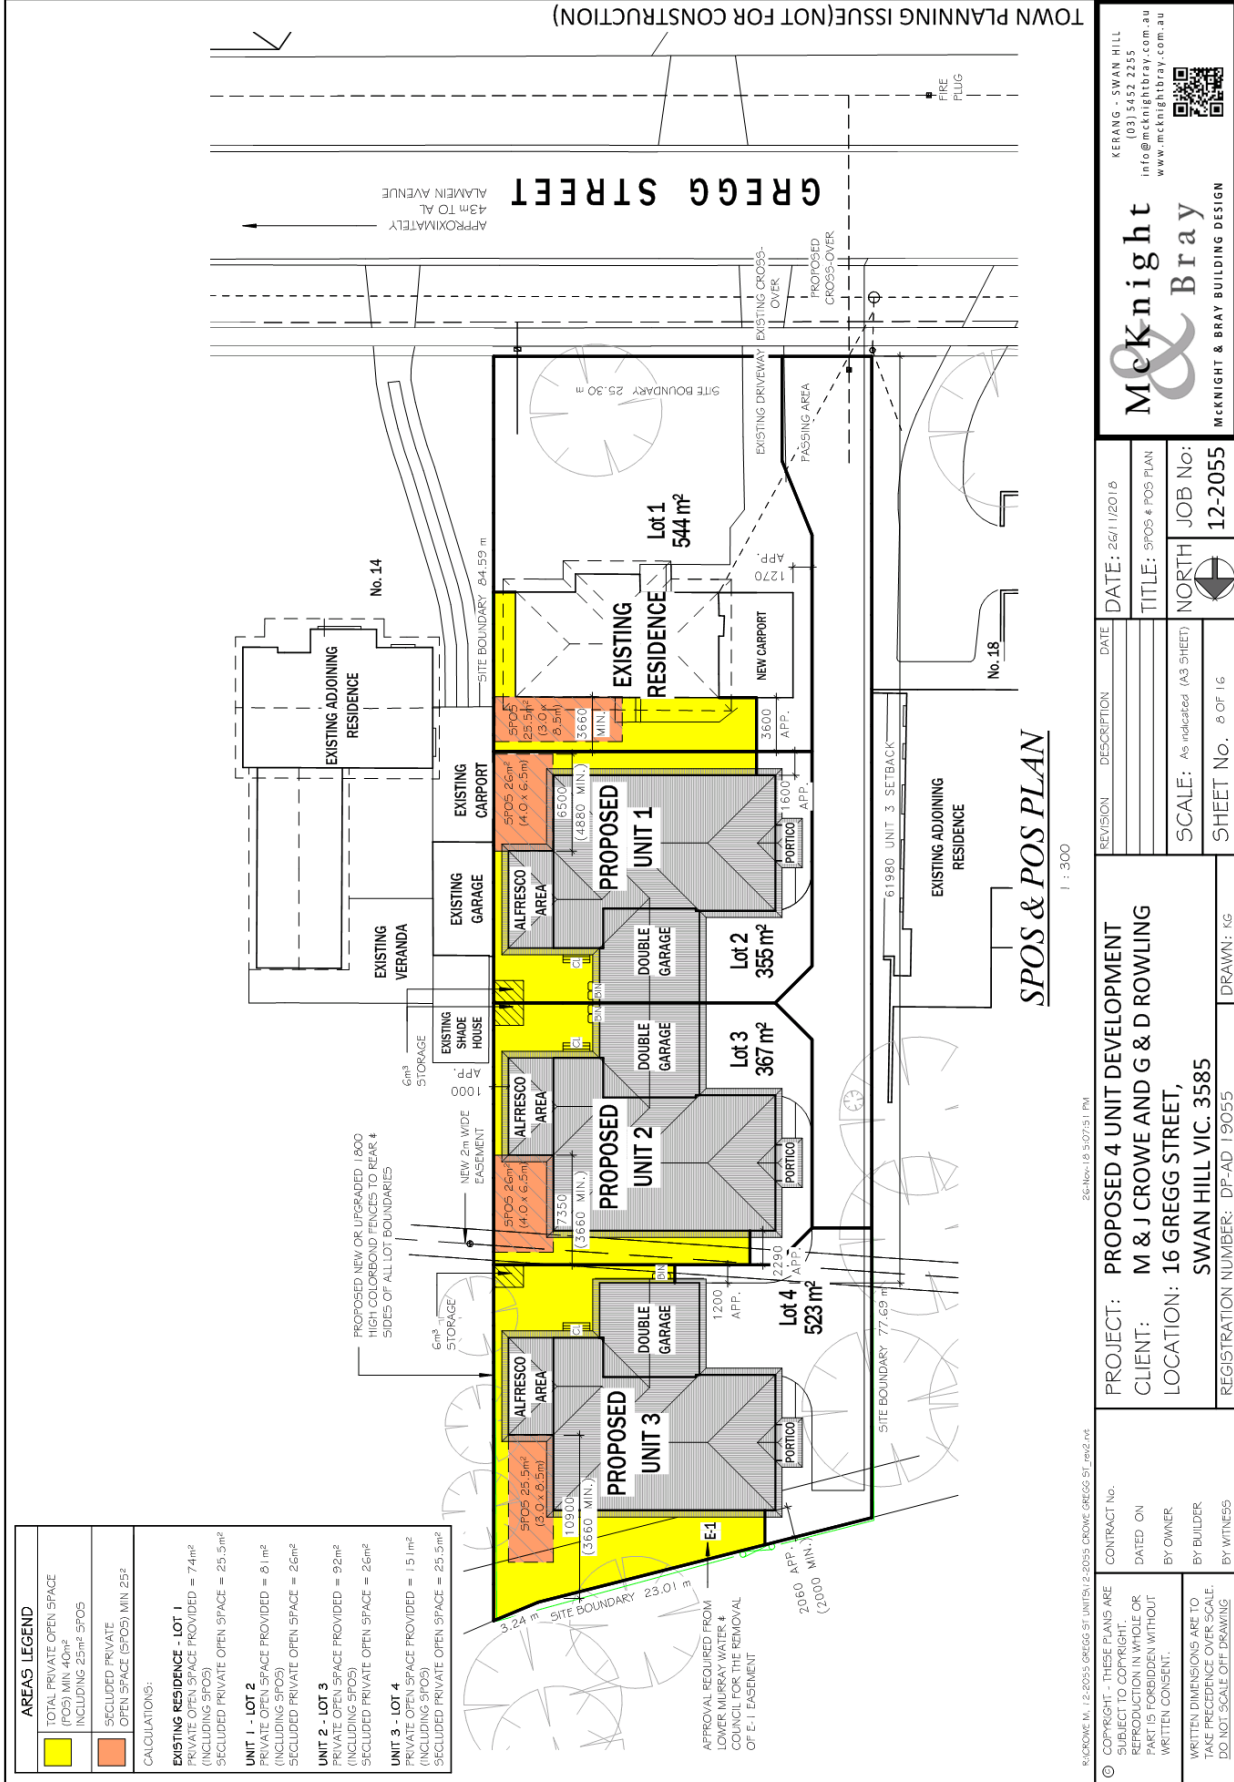 AREAS LEGEND
TOTAL PRIVATE OPEN SPACE
(POS) MIN 40m²
INCLUDING 25m² SPOS
SECLUDED PRIVATE
OPEN SPACE (SPOS) MIN 25²
CALCULATIONS:
EXISTING RESIDENCE - LOT 1
PRIVATE OPEN SPACE PROVIDED = 74m²
(INCLUDING SPOS)
SECLUDED PRIVATE OPEN SPACE = 25.5m²
UNIT 1 - LOT 2
PRIVATE OPEN SPACE PROVIDED = 81m²
(INCLUDING SPOS)
SECLUDED PRIVATE OPEN SPACE = 26m²
UNIT 2 - LOT 3
PRIVATE OPEN SPACE PROVIDED = 92m²
(INCLUDING SPOS)
SECLUDED PRIVATE OPEN SPACE = 26m²
UNIT 3 - LOT 4
PRIVATE OPEN SPACE PROVIDED = 151m²
(INCLUDING SPOS)
SECLUDED PRIVATE OPEN SPACE = 25.5m²
TOWN PLANNING ISSUE(NOT FOR CONSTRUCTION)
FIRE
PLUG
GREGG STREET
APPROXIMATELY
43m TO AL
ALAMEIN AVENUE
PROPOSED
CROSS-OVER
EXISTING DRIVEWAY
EXISTING CROSS-
OVER
PASSING AREA
SITE BOUNDARY 25.30 m
No. 14
SITE BOUNDARY 84.59 m
EXISTING ADJOINING
RESIDENCE
EXISTING
CARPORT
EXISTING
GARAGE
EXISTING
VERANDA
EXISTING
SHADE
HOUSE
6m³
STORAGE
1000
APP.
NEW 2m WIDE
EASEMENT
PROPOSED NEW OR UPGRADED 1800
HIGH COLORBOND FENCES TO REAR &
SIDES OF ALL LOT BOUNDARIES
6m³
STORAGE
Lot 1
544 m²
1270
APP.
EXISTING
RESIDENCE
NEW CARPORT
SPOS
25.5m²
(3.0 x
8.5m)
3660
MIN.
3600
APP.
SPOS 26m²
(4.0 x 6.5m)
6500
(4880 MIN.)
PROPOSED
UNIT 1
1600
APP.
PORTICO
ALFRESCO
AREA
DOUBLE
GARAGE
CL
BIN
Lot 2
355 m²
BIN
CL
DOUBLE
GARAGE
Lot 3
367 m²
ALFRESCO
AREA
PROPOSED
UNIT 2
PORTICO
SPOS 26m²
(4.0 x 6.5m)
7350
(3660 MIN.)
2290
APP.
1200
APP.
BIN
CL
Lot 4
523 m²
DOUBLE
GARAGE
ALFRESCO
AREA
PROPOSED
UNIT 3
PORTICO
SPOS 25.5m²
(3.0 x 8.5m)
10900
(3660 MIN.)
E-1
2060 APP.
(2000 MIN.)
3.24 m
SITE BOUNDARY 23.01 m
SITE BOUNDARY 77.69 m
APPROVAL REQUIRED FROM
LOWER MURRAY WATER &
COUNCIL FOR THE REMOVAL
OF E-1 EASEMENT
61980 UNIT 3 SETBACK
No. 18
EXISTING ADJOINING
RESIDENCE
SPOS & POS PLAN
1 : 300
26-Nov-18 5:07:51 PM
© COPYRIGHT - THESE PLANS ARE
SUBJECT TO COPYRIGHT.
REPRODUCTION IN WHOLE OR
PART IS FORBIDDEN WITHOUT
WRITTEN CONSENT.
WRITTEN DIMENSIONS ARE TO
TAKE PRECEDENCE OVER SCALE.
DO NOT SCALE OFF DRAWING
CONTRACT No.
DATED ON
BY OWNER
BY BUILDER
BY WITNESS
PROJECT: PROPOSED 4 UNIT DEVELOPMENT
CLIENT: M & J CROWE AND G & D ROWLING
LOCATION: 16 GREGG STREET,
SWAN HILL VIC. 3585
REGISTRATION NUMBER: DP-AD 19055
DRAWN: KG
REVISION DESCRIPTION DATE
SCALE: As indicated (A3 SHEET)
SHEET No. 8 OF 16
DATE: 26/11/2018
TITLE: SPOS & POS PLAN
NORTH
JOB No:
12-2055
McKnight
& Bray
McKNIGHT & BRAY BUILDING DESIGN
KERANG - SWAN HILL
(03) 5452 2255
info@mcknightbray.com.au
www.mcknightbray.com.au